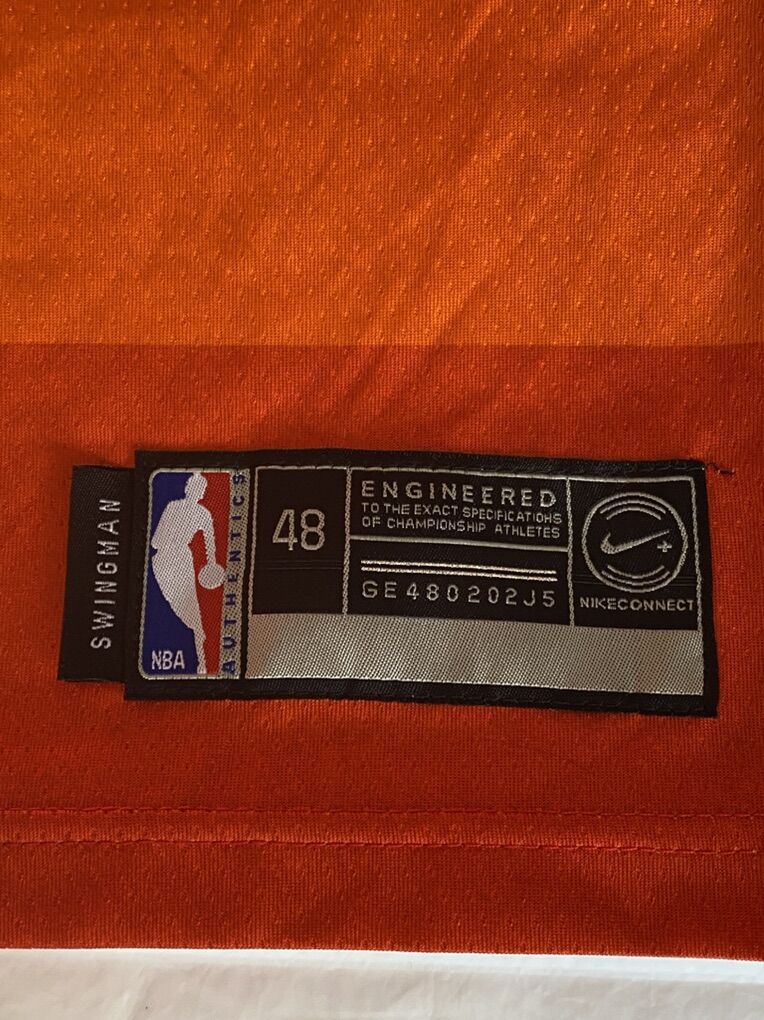 SWINGMAN
NBA
AUTHENTICS
48
ENGINEERED
TO THE EXACT SPECIFICATIONS
OF CHAMPIONSHIP ATHLETES
GE480202J5
+
NIKECONNECT